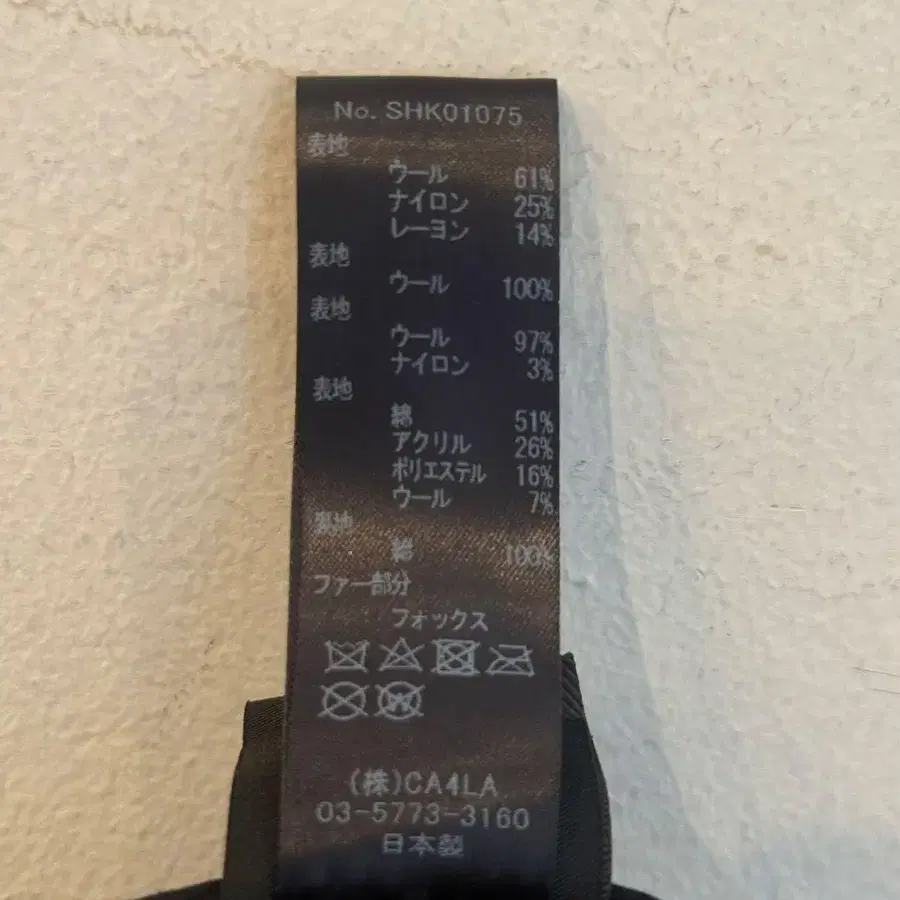 No. SHK01075
表地
ウール 61%
ナイロン 25%
レーヨン 14%
表地
ウール 100%
表地
ウール 97%
ナイロン 3%
表地
綿 51%
アクリル 26%
ポリエステル 16%
ウール 7%
裏地
100%
ファー部分
フォックス
W
(株)CA4LA
03-5773-3160
日本製